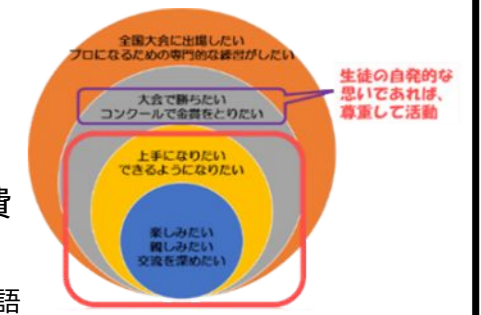 全国大会に出場したい
プロになるための専門的な練習がしたい
大会で勝ちたい
コンクールで金賞をとりたい
生徒の自発的な
思いであれば、
尊重して活動
上手になりたい
できるようになりたい
楽しみたい
親しみたい
交流を深めたい
費
語